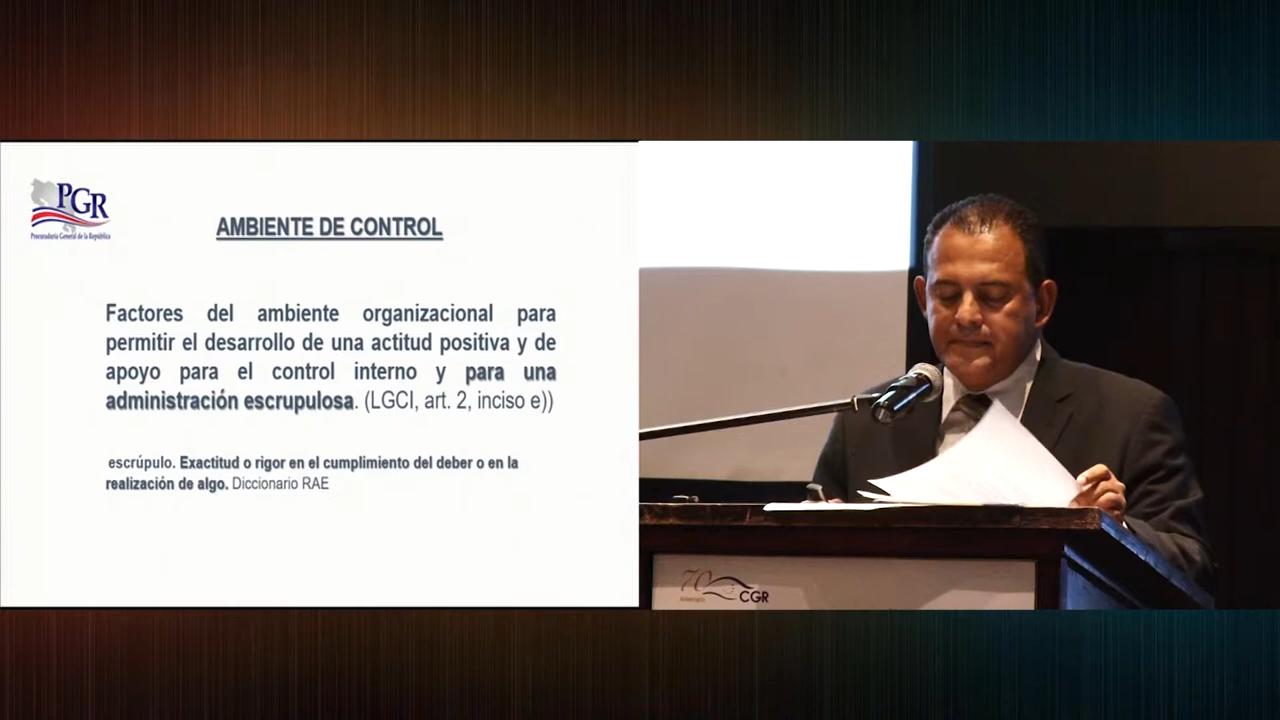 PGR
Procuraduría General de la República
AMBIENTE DE CONTROL
Factores del ambiente organizacional para
permitir el desarrollo de una actitud positiva y de
apoyo para el control interno y para una
administración escrupulosa. (LGCI, art. 2, inciso e))
escrúpulo. Exactitud o rigor en el cumplimiento del deber o en la
realización de algo. Diccionario RAE
70
CGR